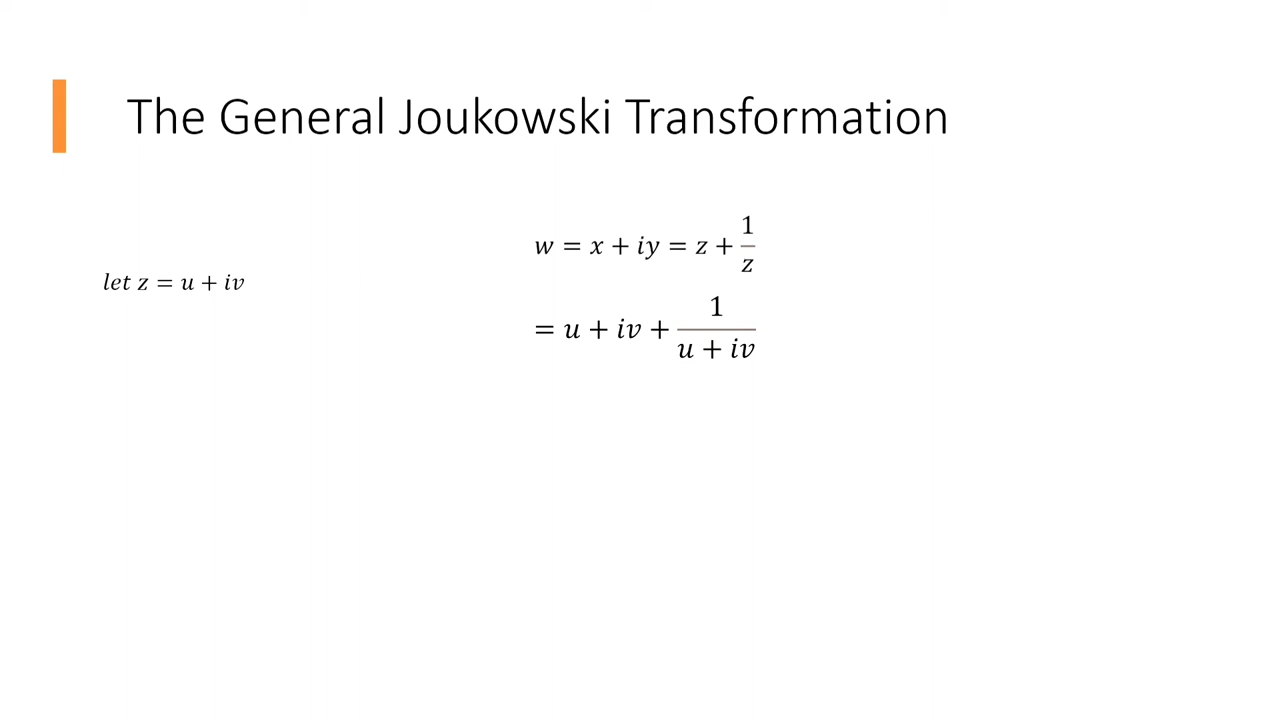 The General Joukowski Transformation
w = x + iy = z + 1/z
let z = u + iv
= u + iv + 1/(u + iv)